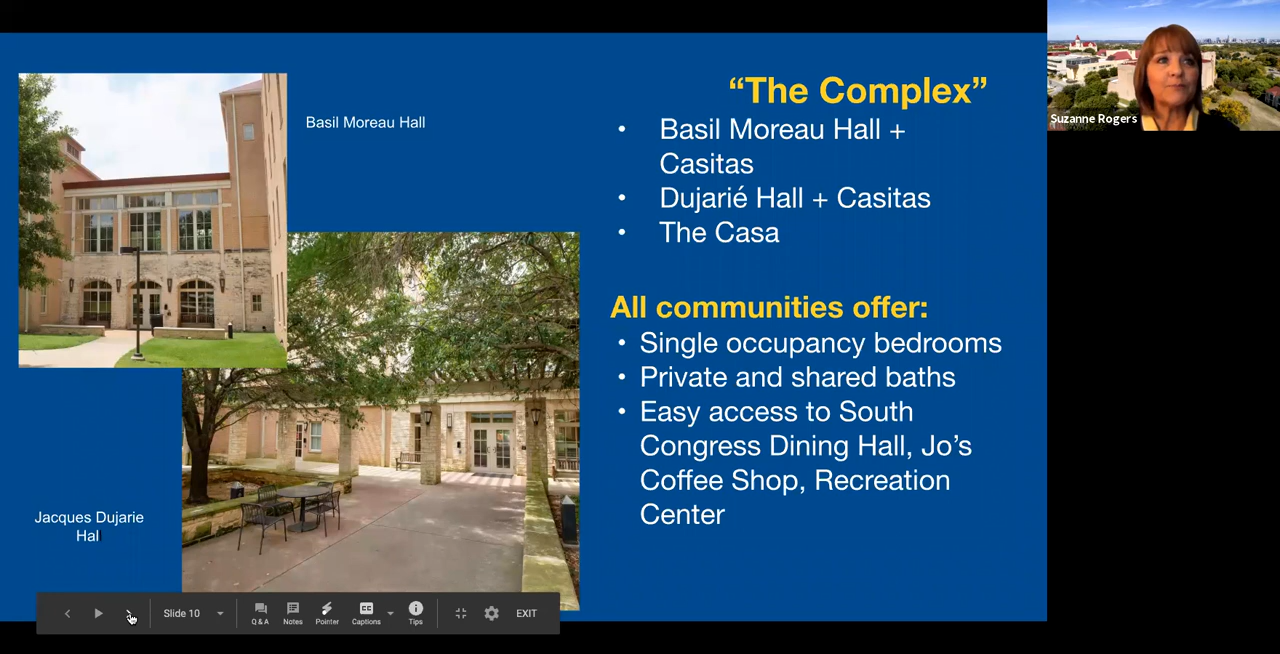 Basil Moreau Hall
“The Complex”
• Basil Moreau Hall +
Casitas
• Dujarié Hall + Casitas
• The Casa
All communities offer:
• Single occupancy bedrooms
• Private and shared baths
• Easy access to South
Congress Dining Hall, Jo’s
Coffee Shop, Recreation
Center
Jacques Dujarie
Hall
Suzanne Rogers
Slide 10
Q & A
Notes
Pointer
CC
Captions
Tips
EXIT